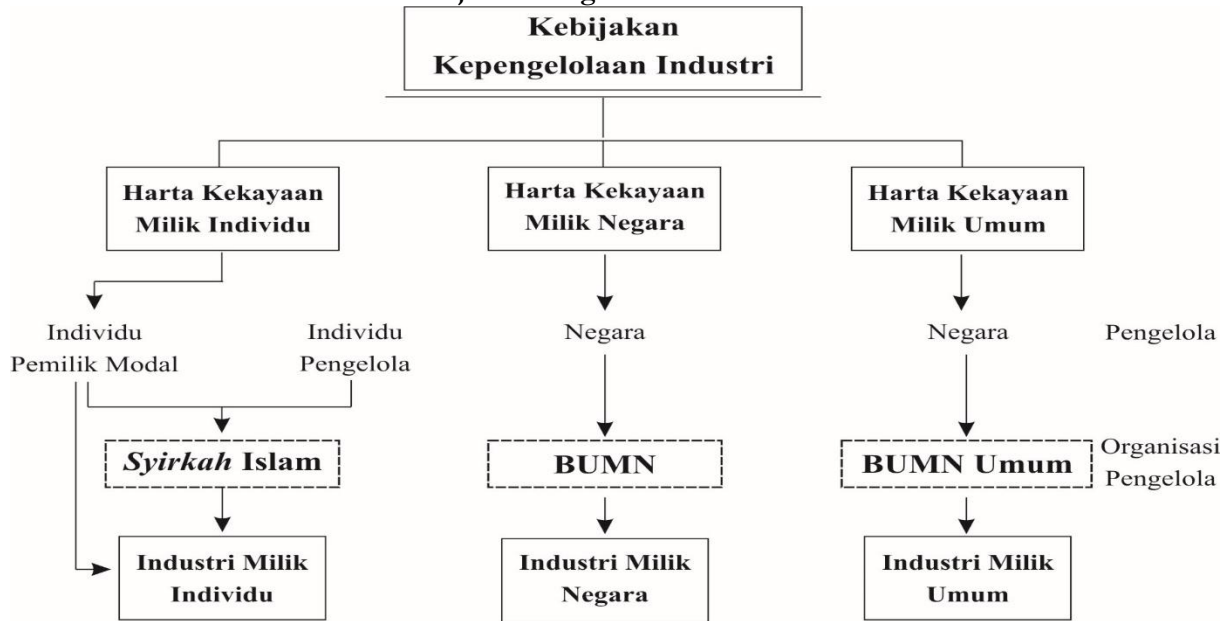 Kebijakan
Kepengelolaan Industri
Harta Kekayaan
Milik Individu
Harta Kekayaan
Milik Negara
Harta Kekayaan
Milik Umum
Individu
Pemilik Modal
Individu
Pengelola
Negara
Negara
Pengelola
Syirkah Islam
BUMN
BUMN Umum
Organisasi
Pengelola
Industri Milik
Individu
Industri Milik
Negara
Industri Milik
Umum